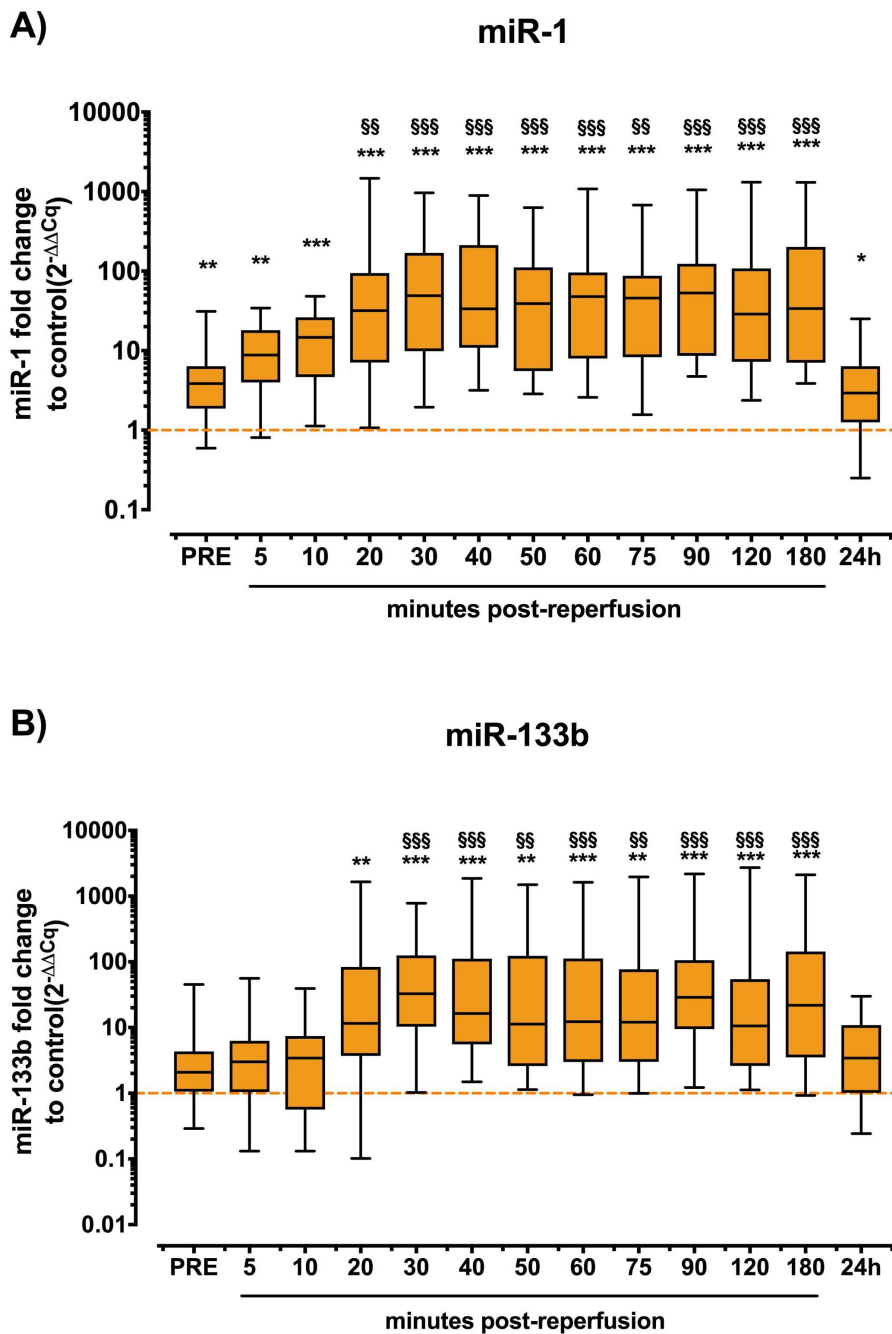 A)
miR-1
miR-1 fold change
to control(2-ΔΔCq)
10000
1000
100
10
1
0.1
§§ §§§ §§§ §§§ §§§ §§ §§§ §§§ §§§
** ** *** *** *** *** *** *** *** *** *** *** *
PRE 5 10 20 30 40 50 60 75 90 120 180 24h
minutes post-reperfusion
B)
miR-133b
miR-133b fold change
to control(2-ΔΔCq)
10000
1000
100
10
1
0.1
0.01
§§§ §§§ §§ §§§ §§ §§§ §§§ §§§
** *** *** ** *** ** *** *** ***
PRE 5 10 20 30 40 50 60 75 90 120 180 24h
minutes post-reperfusion